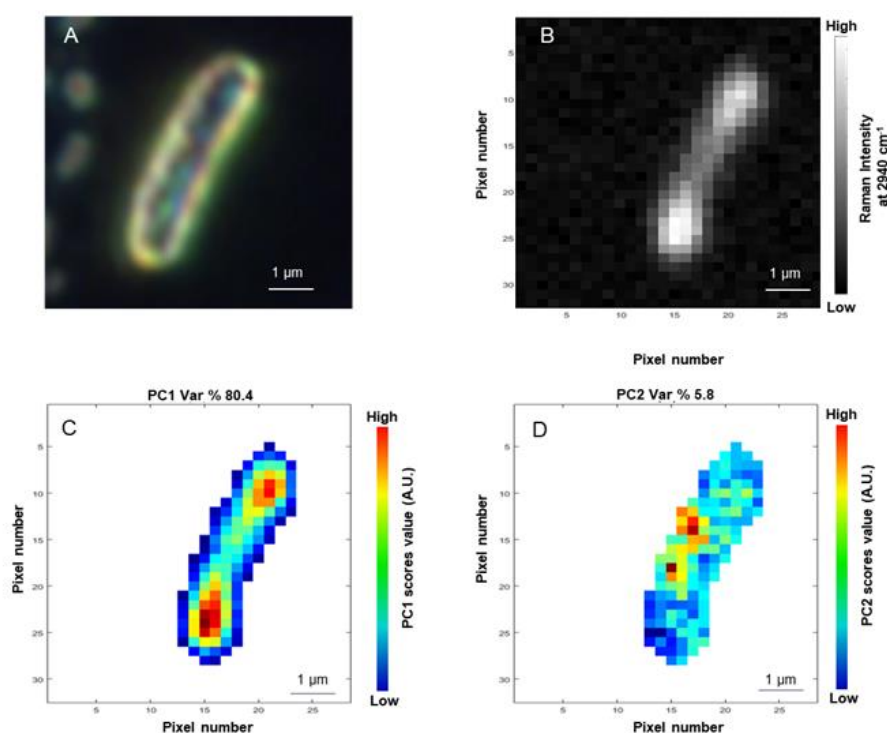 A
1 µm
B
Pixel number
5
10
15
20
25
30
5
10
15
20
25
1 µm
Pixel number
High
Low
Raman Intensity
at 2940 cm-1
PC1 Var % 80.4
C
Pixel number
5
10
15
20
25
30
5
10
15
20
25
1 µm
Pixel number
High
Low
PC1 scores value (A.U.)
PC2 Var % 5.8
D
Pixel number
5
10
15
20
25
30
5
10
15
20
25
1 µm
Pixel number
High
Low
PC2 scores value (A.U.)